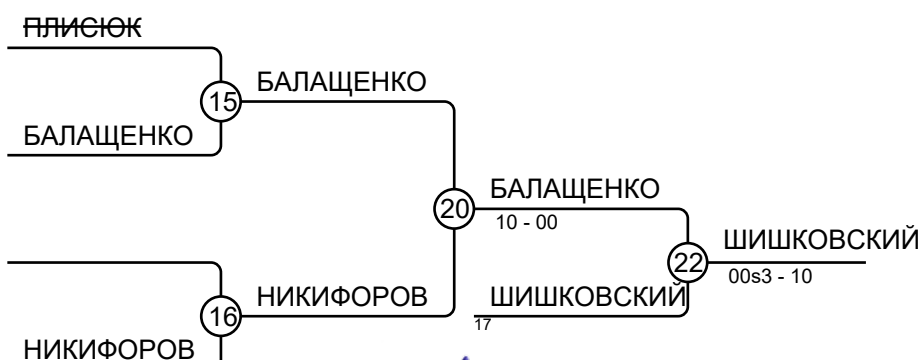 ПЛИСЮК
БАЛАЩЕНКО
15
БАЛАЩЕНКО
БАЛАЩЕНКО
20
10 - 00
ШИШКОВСКИЙ
22
00s3 - 10
НИКИФОРОВ
ШИШКОВСКИЙ
16
17
НИКИФОРОВ